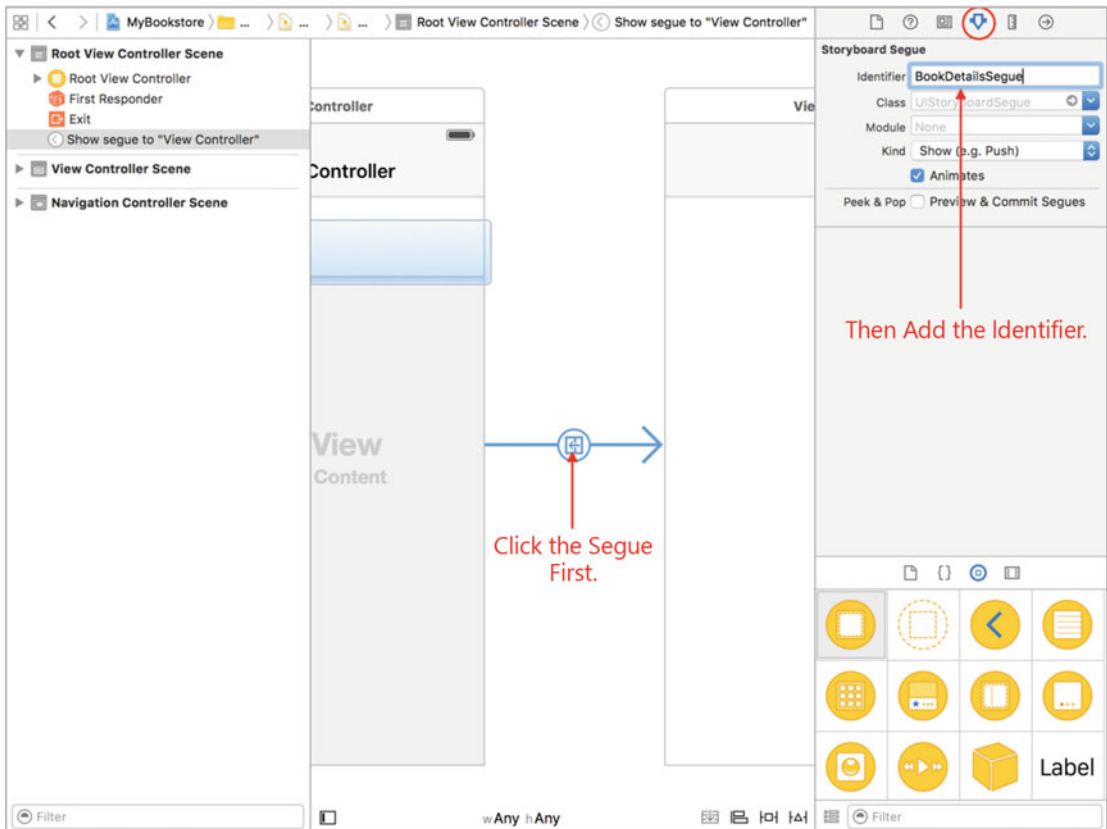 MyBookstore
...
...
...
Root View Controller Scene
Show segue to "View Controller"
Root View Controller Scene
Root View Controller
First Responder
Exit
Show segue to "View Controller"
View Controller Scene
Navigation Controller Scene
Filter
Controller
Controller
View
Content
Vie
Click the Segue
First.
wAny hAny
Storyboard Segue
Identifier BookDetailsSegue
Class UIStoryboardSegue
Module None
Kind Show (e.g. Push)
Animates
Peek & Pop Preview & Commit Segues
Then Add the Identifier.
{}
Label
Filter